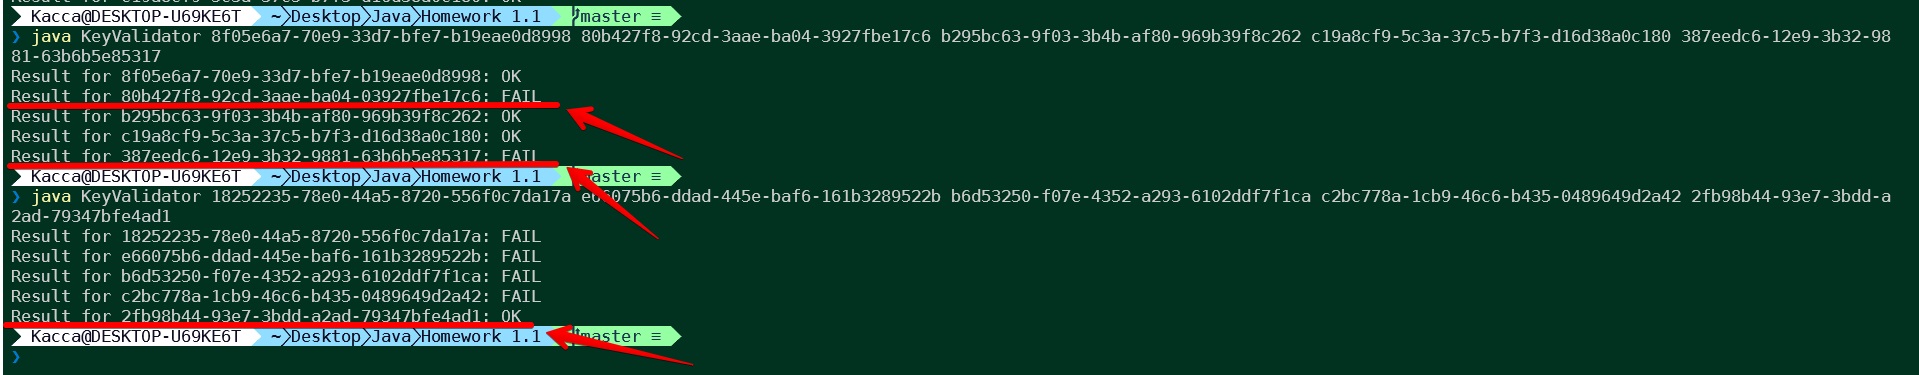 Kacca@DESKTOP-U69KE6T ~ Desktop Java Homework 1.1 master ≡
❯ java KeyValidator 8f05e6a7-70e9-33d7-bfe7-b19eae0d8998 80b427f8-92cd-3aae-ba04-3927fbe17c6 b295bc63-9f03-3b4b-af80-969b39f8c262 c19a8cf9-5c3a-37c5-b7f3-d16d38a0c180 387eedc6-12e9-3b32-98
81-63b6b5e85317
Result for 8f05e6a7-70e9-33d7-bfe7-b19eae0d8998: OK
Result for 80b427f8-92cd-3aae-ba04-03927fbe17c6: FAIL
Result for b295bc63-9f03-3b4b-af80-969b39f8c262: OK
Result for c19a8cf9-5c3a-37c5-b7f3-d16d38a0c180: OK
Result for 387eedc6-12e9-3b32-9881-63b6b5e85317: FAIL
Kacca@DESKTOP-U69KE6T ~ Desktop Java Homework 1.1 master ≡
❯ java KeyValidator 18252235-78e0-44a5-8720-556f0c7da17a e66075b6-ddad-445e-baf6-161b3289522b b6d53250-f07e-4352-a293-6102ddf7f1ca c2bc778a-1cb9-46c6-b435-0489649d2a42 2fb98b44-93e7-3bdd-a
2ad-79347bfe4ad1
Result for 18252235-78e0-44a5-8720-556f0c7da17a: FAIL
Result for e66075b6-ddad-445e-baf6-161b3289522b: FAIL
Result for b6d53250-f07e-4352-a293-6102ddf7f1ca: FAIL
Result for c2bc778a-1cb9-46c6-b435-0489649d2a42: FAIL
Result for 2fb98b44-93e7-3bdd-a2ad-79347bfe4ad1: OK
Kacca@DESKTOP-U69KE6T ~ Desktop Java Homework 1.1 master ≡
❯